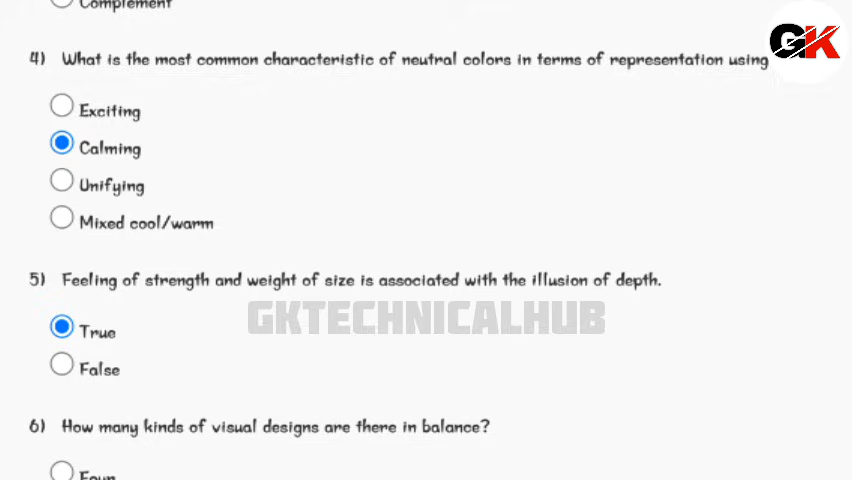 Complement
4) What is the most common characteristic of neutral colors in terms of representation using
Exciting
Calming
Unifying
Mixed cool/warm
5) Feeling of strength and weight of size is associated with the illusion of depth.
True
False
6) How many kinds of visual designs are there in balance?
Four
GK
GKTECHNICALHUB